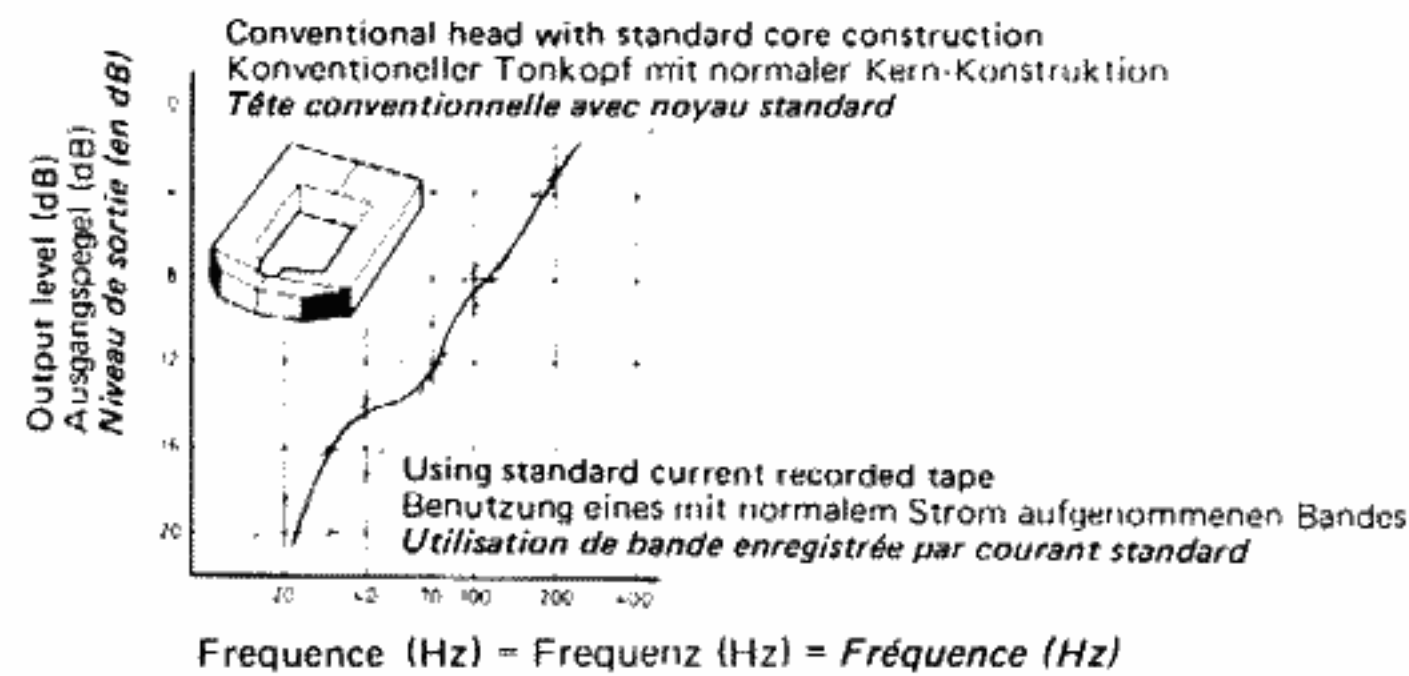 Conventional head with standard core construction
Konventioneller Tonkopf mit normaler Kern-Konstruktion
Tête conventionnelle avec noyau standard
Output level (dB)
Ausgangspegel (dB)
Niveau de sortie (en dB)
0
8
12
16
20
Using standard current recorded tape
Benutzung eines mit normalem Strom aufgenommenen Bandes
Utilisation de bande enregistrée par courant standard
70 100 200 400
Frequence (Hz) = Frequenz (Hz) = Fréquence (Hz)